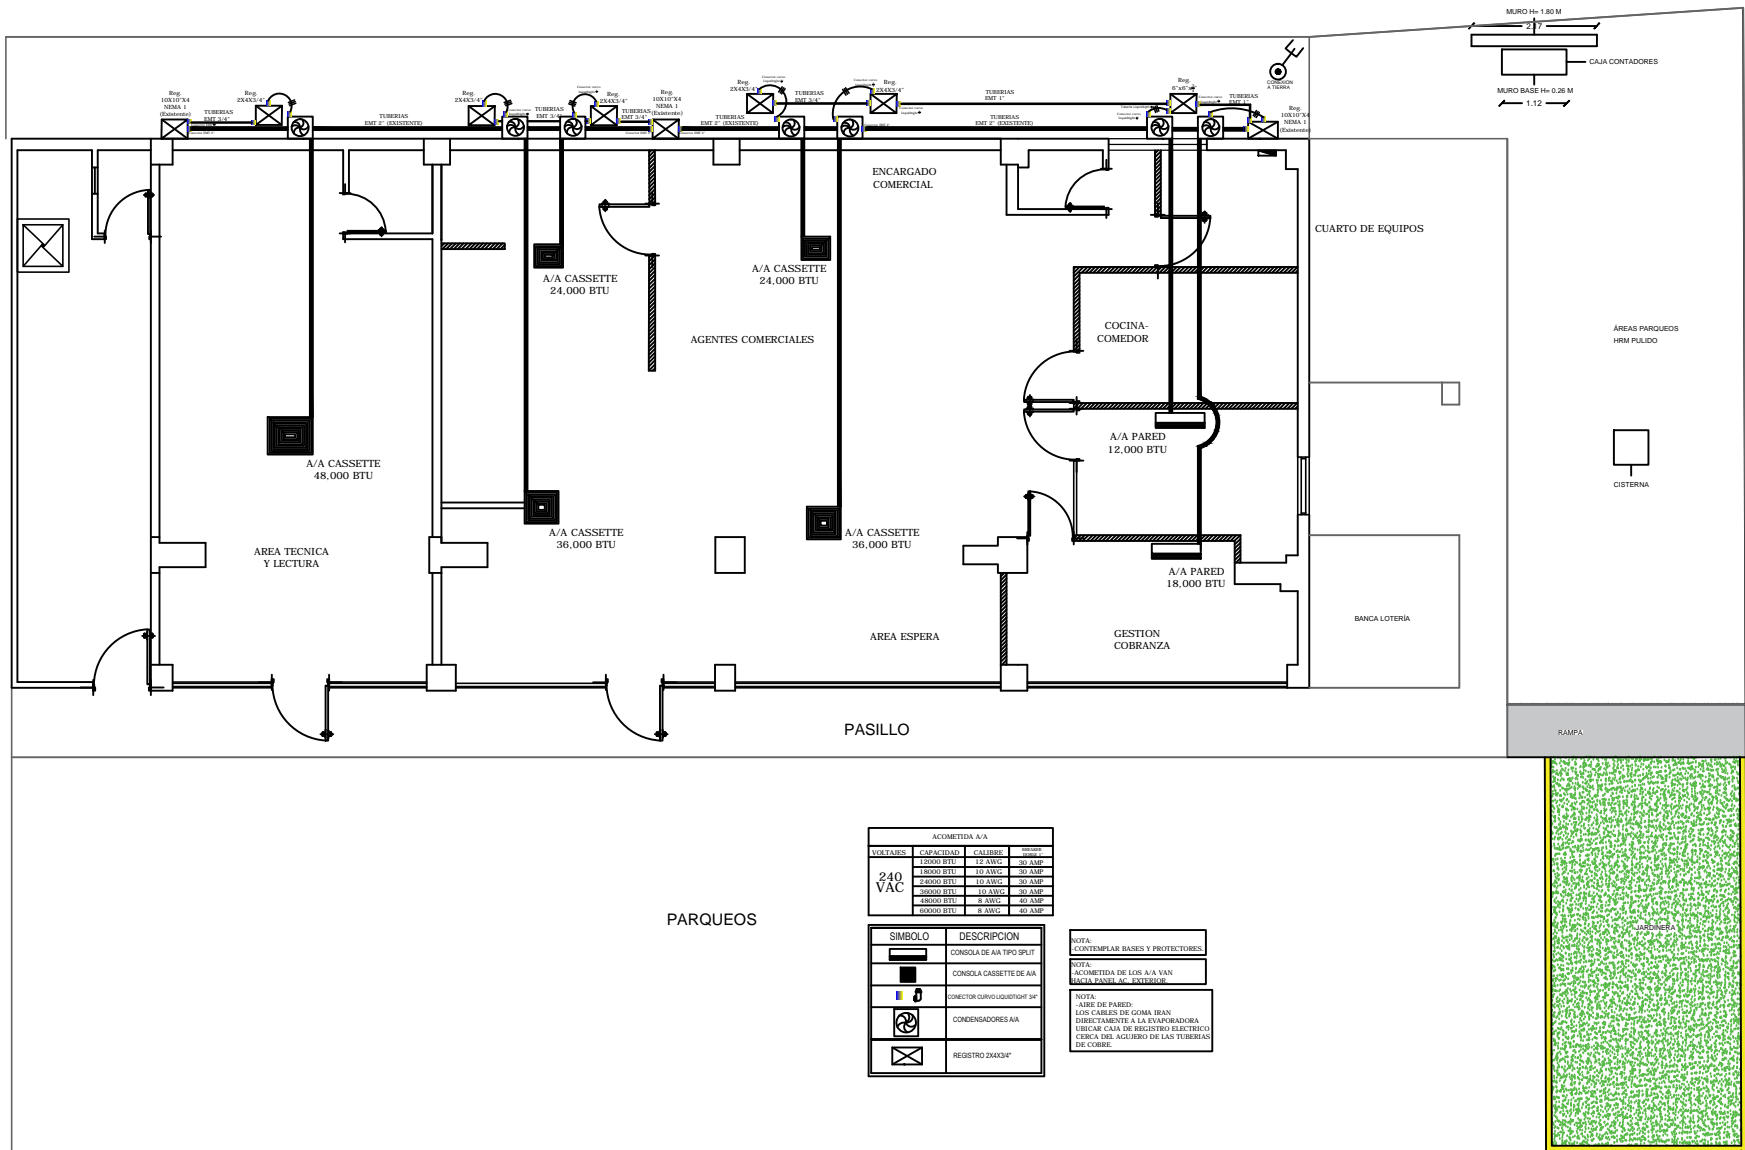 MURO H= 1.80 M
2.17
CAJA CONTADORES
MURO BASE H= 0.26 M
1.12
CONEXION
A TIERRA
Reg.
10X10"X4
NEMA 1
(Existente)
TUBERIAS
EMT 3/4"
Reg.
2X4X3/4"
TUBERIAS
EMT 2" (EXISTENTE)
Reg.
2X4X3/4"
TUBERIAS
EMT 3/4"
Reg.
2X4X3/4"
TUBERIAS
EMT 3/4"
Reg.
10X10"X4
NEMA 1
(Existente)
TUBERIAS
EMT 2" (EXISTENTE)
Reg.
2X4X3/4"
TUBERIAS
EMT 3/4"
Reg.
2X4X3/4"
TUBERIAS
EMT 1"
TUBERIAS
EMT 2" (EXISTENTE)
Reg.
TUBERIAS
EMT 1"
Reg.
10X10"X4
NEMA 1
(Existente)
ENCARGADO
COMERCIAL
CUARTO DE EQUIPOS
A/A CASSETTE
24,000 BTU
A/A CASSETTE
24,000 BTU
AGENTES COMERCIALES
COCINA-
COMEDOR
ÁREAS PARQUEOS
HRM PULIDO
A/A CASSETTE
48,000 BTU
A/A PARED
12,000 BTU
CISTERNA
A/A CASSETTE
36,000 BTU
A/A CASSETTE
36,000 BTU
AREA TECNICA
Y LECTURA
A/A PARED
18,000 BTU
AREA ESPERA
GESTION
COBRANZA
BANCA LOTERÍA
PASILLO
RAMPA
PARQUEOS
JARDINERA
ACOMETIDA A/A
VOLTAJES CAPACIDAD CALIBRE
240
VAC
12000 BTU 12 AWG 30 AMP
18000 BTU 10 AWG 30 AMP
24000 BTU 10 AWG 30 AMP
36000 BTU 10 AWG 30 AMP
48000 BTU 8 AWG 40 AMP
60000 BTU 8 AWG 40 AMP
SIMBOLO DESCRIPCION
CONSOLA DE A/A TIPO SPLIT
CONSOLA CASSETTE DE A/A
CONECTOR CURVO LIQUIDTIGHT 3/4"
CONDENSADORES A/A
REGISTRO 2X4X3/4"
NOTA:
-CONTEMPLAR BASES Y PROTECTORES.
NOTA:
-ACOMETIDA DE LOS A/A VAN
HACIA PANEL AC. EXTERIOR.
NOTA:
-AIRE DE PARED:
LOS CABLES DE GOMA IRAN
DIRECTAMENTE A LA EVAPORADORA
UBICAR CAJA DE REGISTRO ELECTRICO
CERCA DEL AGUJERO DE LAS TUBERIAS
DE COBRE.